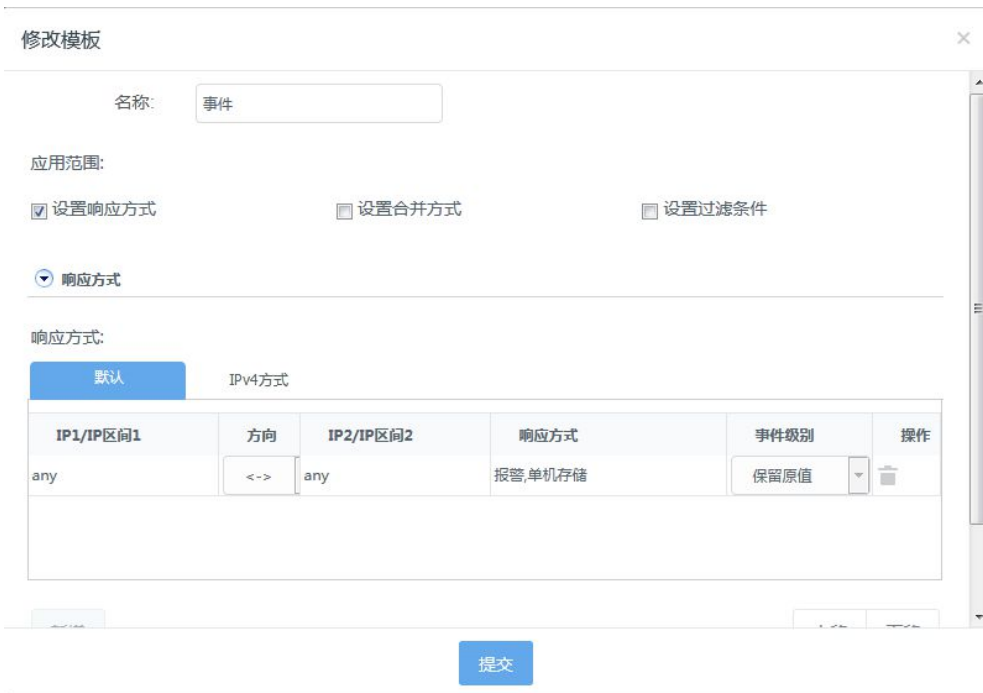 修改模板 ×
名称: 事件
应用范围:
设置响应方式 设置合并方式 设置过滤条件
响应方式
响应方式:
默认 IPv4方式
IP1/IP区间1 方向 IP2/IP区间2 响应方式 事件级别 操作
any <-> any 报警,单机存储 保留原值
提交